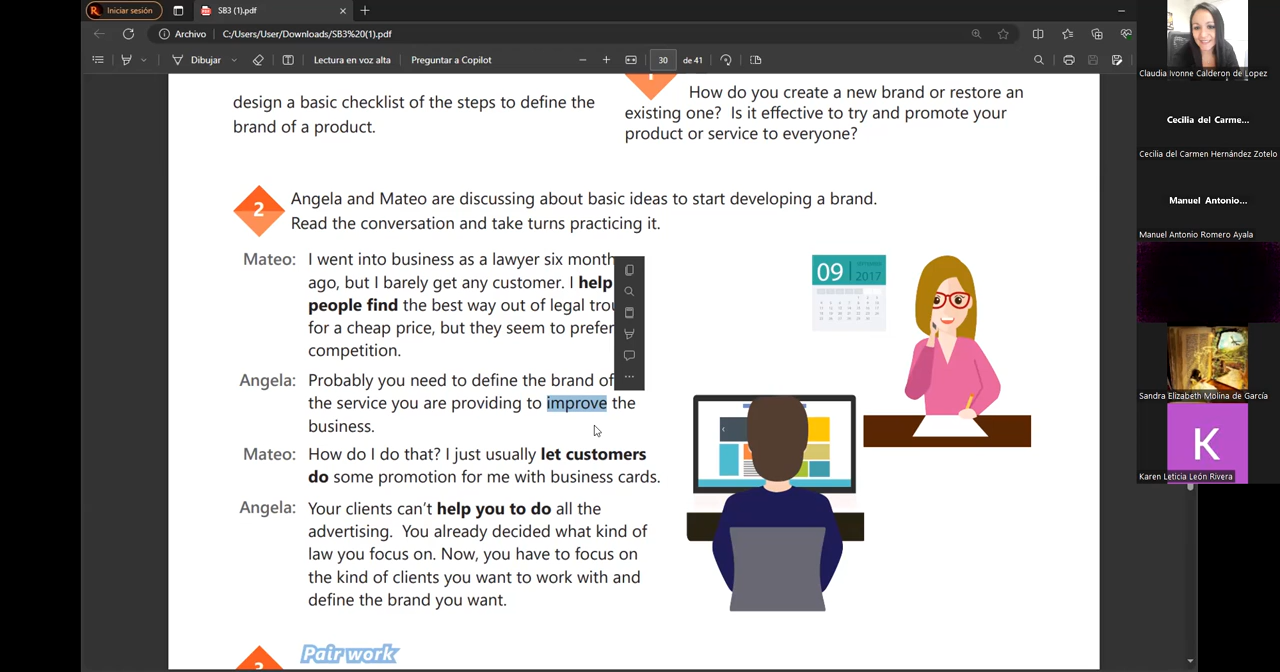 Iniciar sesión
SB3 (1).pdf
Archivo
C:/Users/User/Downloads/SB3%20(1).pdf
Dibujar
Lectura en voz alta
Preguntar a Copilot
30
de 41
design a basic checklist of the steps to define the
brand of a product.
How do you create a new brand or restore an
existing one? Is it effective to try and promote your
product or service to everyone?
2
Angela and Mateo are discussing about basic ideas to start developing a brand.
Read the conversation and take turns practicing it.
Mateo: I went into business as a lawyer six month
ago, but I barely get any customer. I help
people find the best way out of legal trou
for a cheap price, but they seem to prefer
competition.
Angela: Probably you need to define the brand of
the service you are providing to improve the
business.
Mateo: How do I do that? I just usually let customers
do some promotion for me with business cards.
Angela: Your clients can't help you to do all the
advertising. You already decided what kind of
law you focus on. Now, you have to focus on
the kind of clients you want to work with and
define the brand you want.
09
2017
Pair work
Claudia Ivonne Calderon de Lopez
Cecilia del Carme...
Cecilia del Carmen Hernández Zotelo
Manuel Antonio...
Manuel Antonio Romero Ayala
Sandra Elizabeth Molina de García
K
Karen Leticia León Rivera